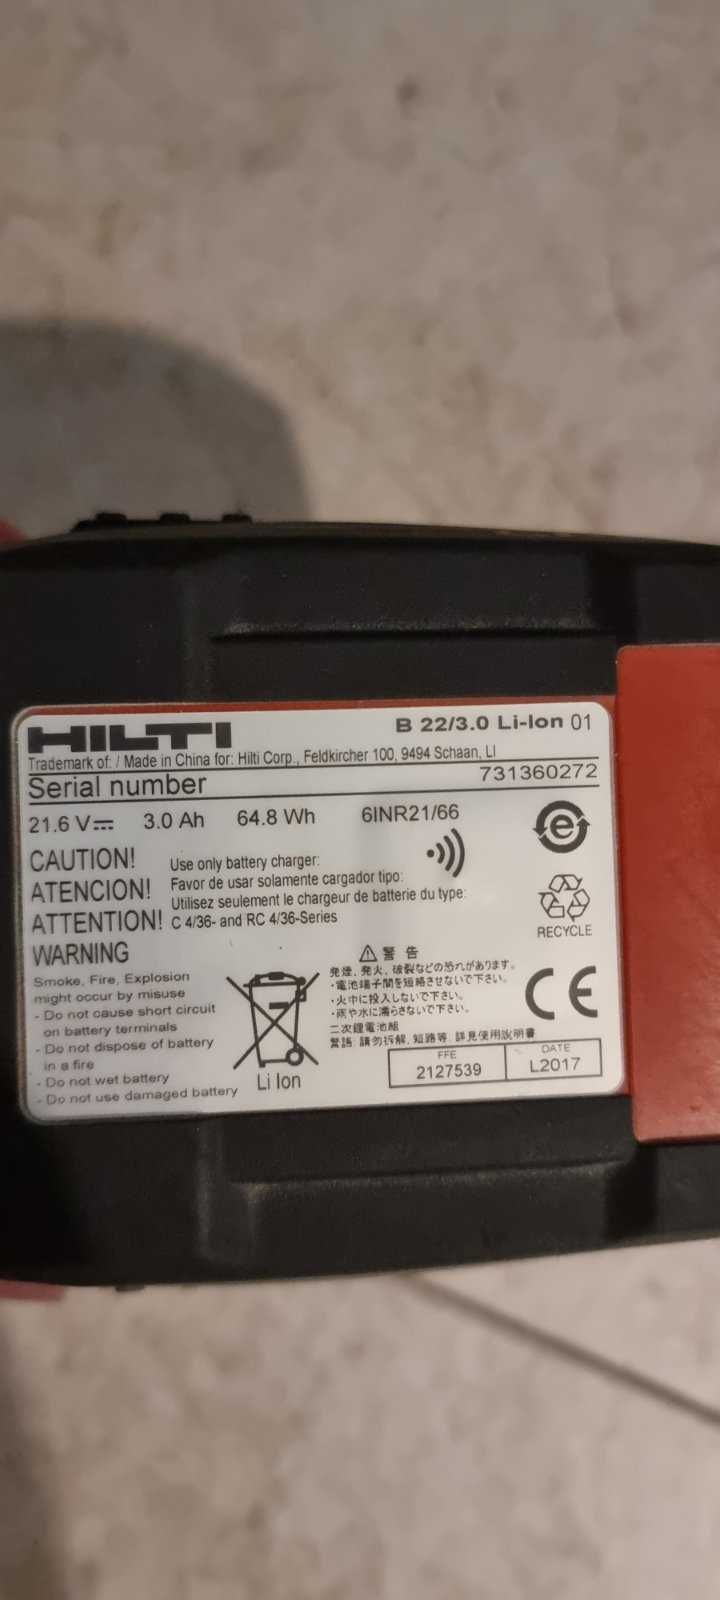 HILTI
B 22/3.0 Li-Ion 01
Trademark of: / Made in China for: Hilti Corp., Feldkircher 100, 9494 Schaan, LI
Serial number 731360272
21.6 V 3.0 Ah 64.8 Wh 6INR21/66
CAUTION!
ATENCION!
ATTENTION!
Use only battery charger:
Favor de usar solamente cargador tipo:
Utilisez seulement le chargeur de batterie du type:
C 4/36- and RC 4/36-Series
e
RECYCLE
WARNING
Smoke, Fire, Explosion
might occur by misuse
- Do not cause short circuit
on battery terminals
- Do not dispose of battery
in a fire
- Do not wet battery
- Do not use damaged battery
Li Ion
警告
発煙、発火、破裂などの恐れがあります。
・電池端子間を短絡させないで下さい。
・火中に投入しないで下さい。
・雨や水に濡らさないで下さい。
二次鋰電池組
警語: 請勿拆解, 短路等, 詳見使用說明書
CE
FFE
2127539
DATE
L2017